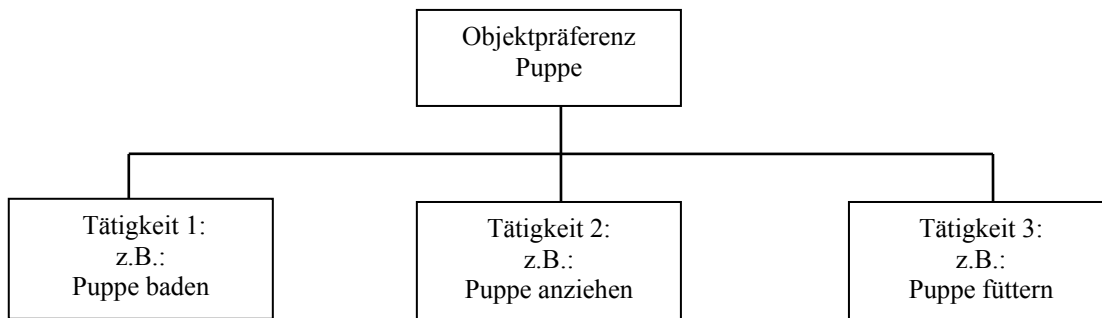 Objektpräferenz
Puppe
Tätigkeit 1:
z.B.:
Puppe baden
Tätigkeit 2:
z.B.:
Puppe anziehen
Tätigkeit 3:
z.B.:
Puppe füttern